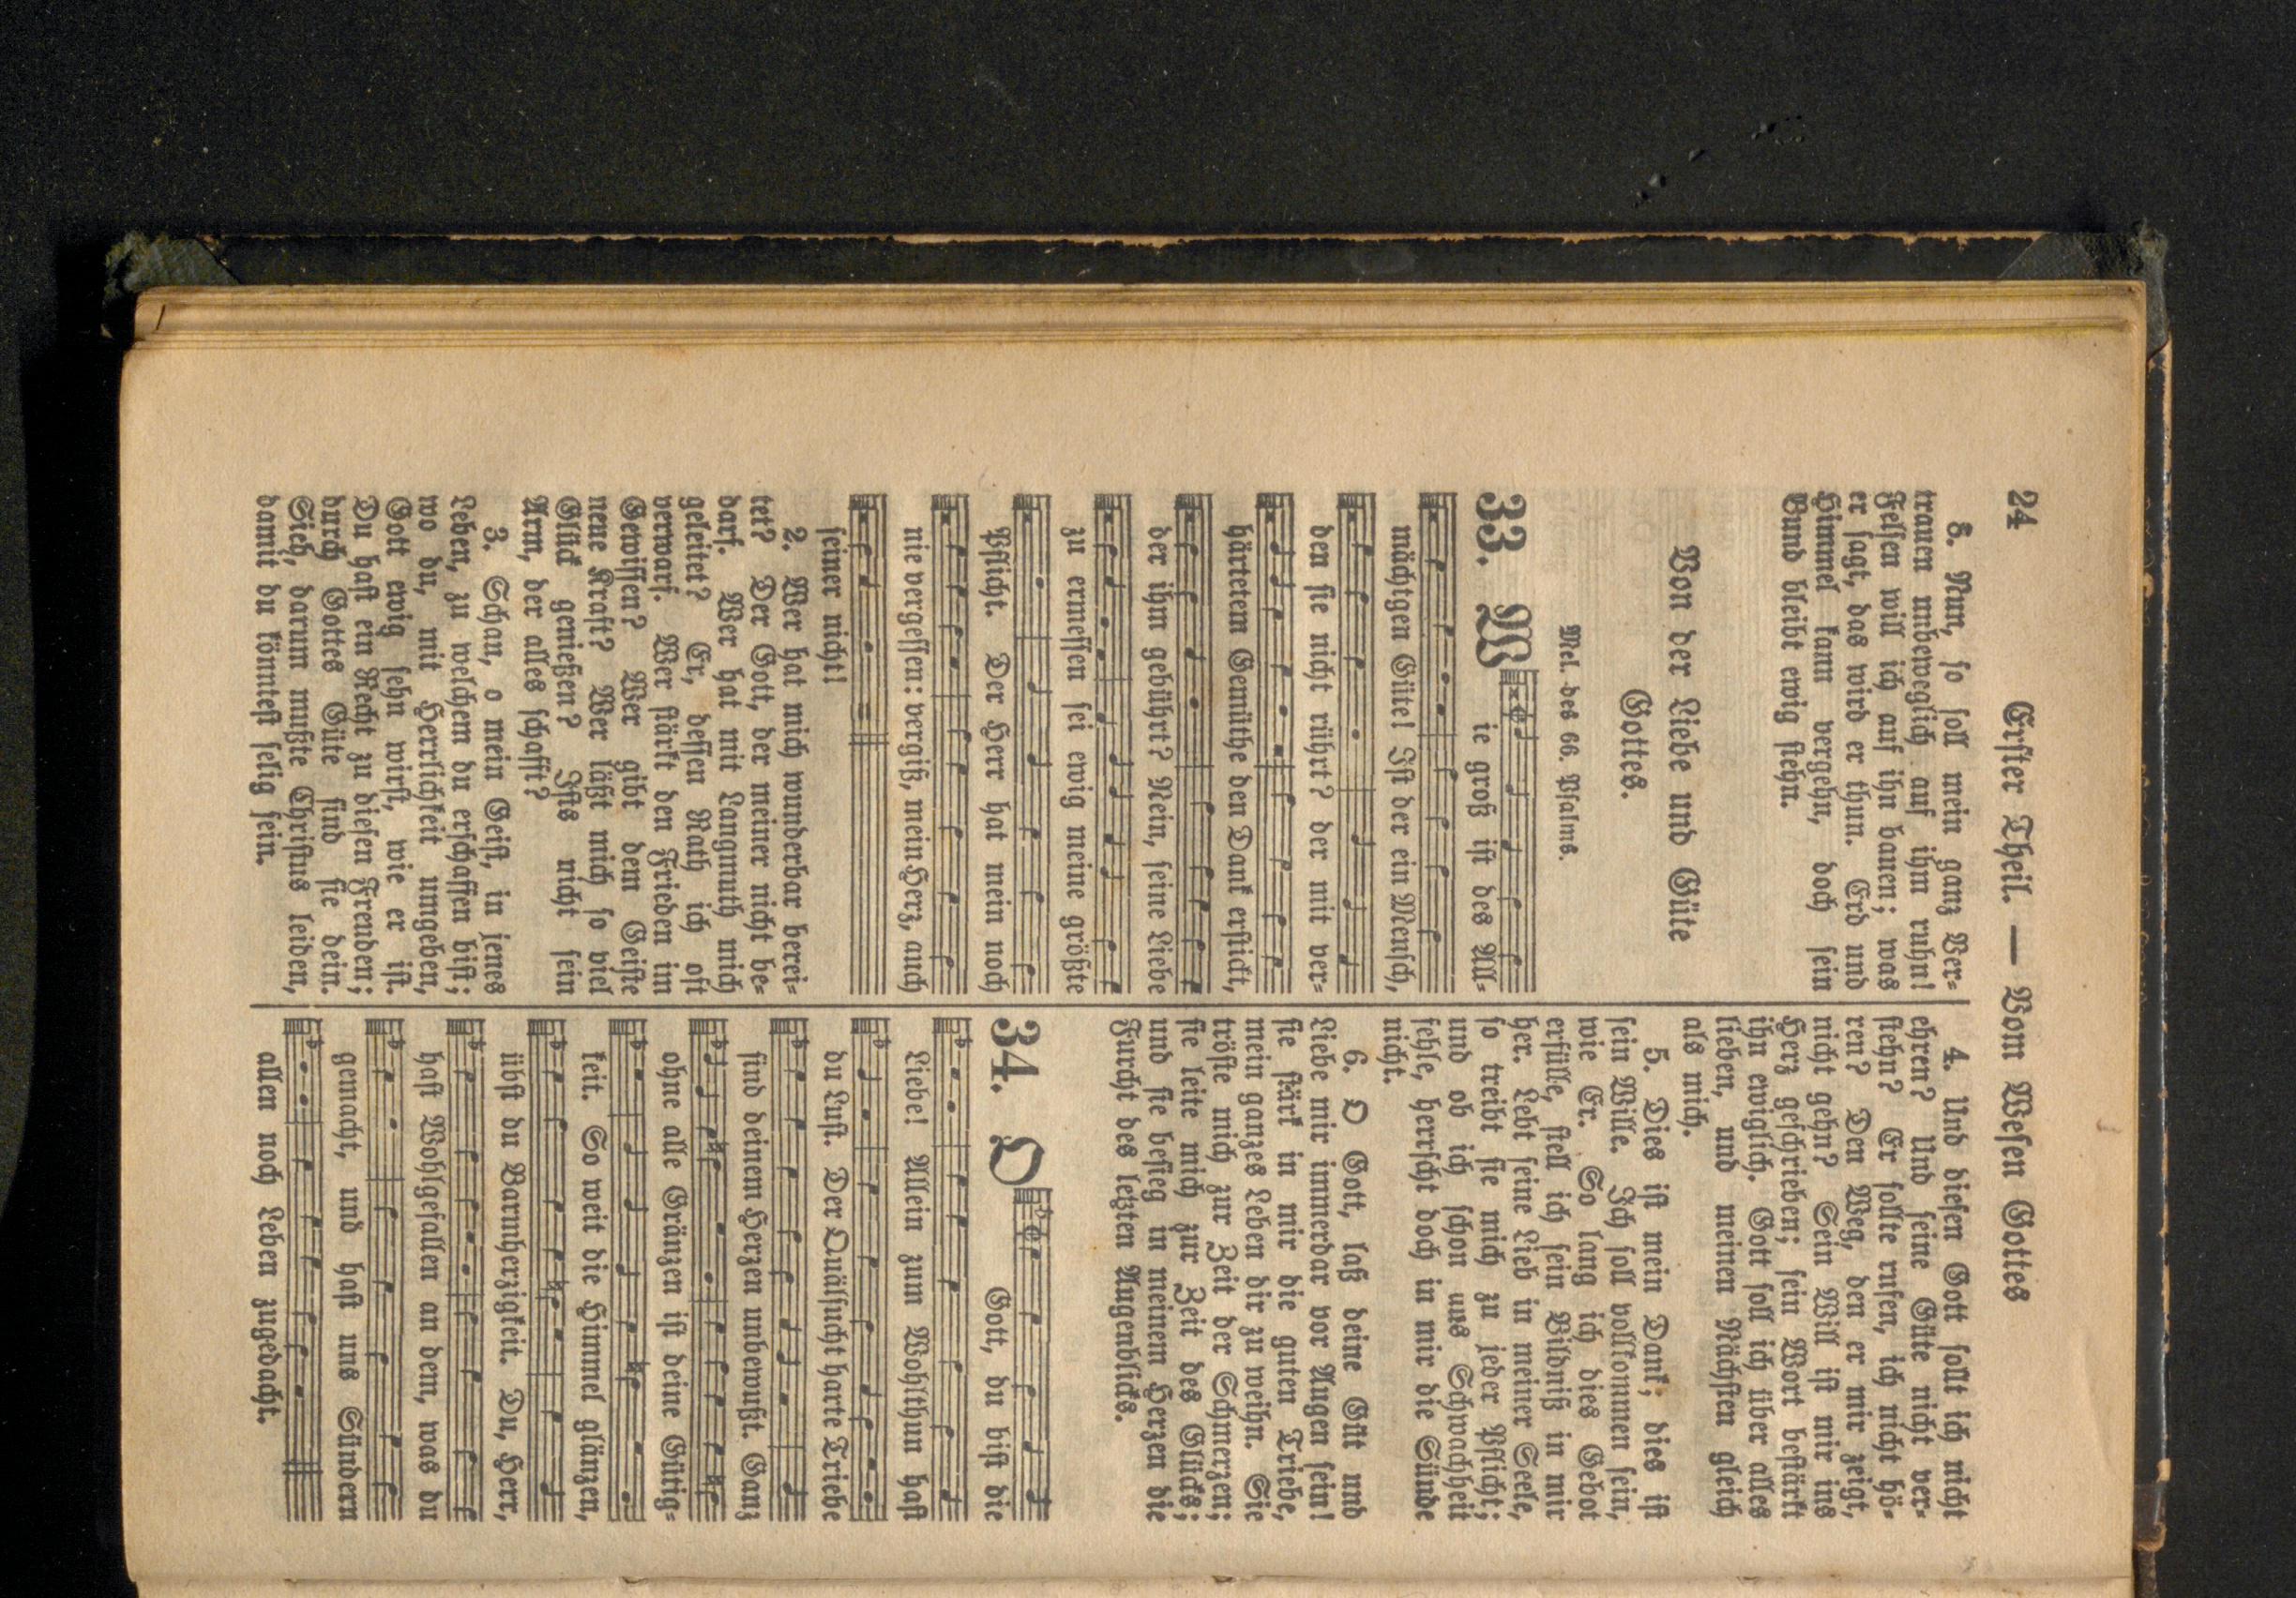 24 Erster Theil. — Vom Wesen Gottes
8. Nun, so soll mein ganz Ver-
trauen unbeweglich auf ihm ruhn!
Felsen will ich auf ihn bauen; was
er sagt, das wird er thun. Erd und
Himmel kann vergehn, doch sein
Bund bleibt ewig stehn.
Von der Liebe und Güte
Gottes.
Mel. des 66. Psalms.
33. Wie groß ist des All-
mächtgen Güte! Ist der ein Mensch,
den sie nicht rührt? der mit ver-
härtetem Gemüthe den Dank erstickt,
der ihm gebührt? Nein, seine Liebe
zu ermessen sei ewig meine größte
Pflicht. Der Herr hat mein noch
nie vergessen: vergiß, mein Herz, auch
seiner nicht!
2. Wer hat mich wunderbar berei-
tet? Der Gott, der meiner nicht be-
darf. Wer hat mit Langmuth mich
geleitet? Er, dessen Rath ich oft
verwarf. Wer stärkt den Frieden im
Gewissen? Wer gibt dem Geiste
neue Kraft? Wer läßt mich so viel
Glück genießen? Ists nicht sein
Arm, der alles schafft?
3. Schau, o mein Geist, in jenes
Leben, zu welchem du erschaffen bist;
wo du, mit Herrlichkeit umgeben,
Gott ewig sehn wirst, wie er ist.
Du hast ein Recht zu diesen Freuden;
durch Gottes Güte sind sie dein.
Sieh, darum mußte Christus leiden,
damit du könntest selig sein.
4. Und diesen Gott sollt ich nicht
ehren? Und seine Güte nicht ver-
stehn? Er sollte rufen, ich nicht hö-
ren? Den Weg, den er mir zeigt,
nicht gehn? Sein Will ist mir ins
Herz geschrieben; sein Wort bestärkt
ihn ewiglich. Gott soll ich über alles
lieben, und meinen Nächsten gleich
als mich.
5. Dies ist mein Dank; dies ist
sein Wille. Ich soll vollkommen sein,
wie Er. So lang ich dies Gebot
erfülle, stell ich sein Bildniß in mir
her. Lebt seine Lieb in meiner Seele,
so treibt sie mich zu jeder Pflicht;
und ob ich schon aus Schwachheit
fehle, herrscht doch in mir die Sünde
nicht.
6. O Gott, laß deine Güt und
Liebe mir immerdar vor Augen sein!
sie stärk in mir die guten Triebe,
mein ganzes Leben dir zu weihn. Sie
tröste mich zur Zeit der Schmerzen;
sie leite mich zur Zeit des Glücks;
und sie besieg in meinem Herzen die
Furcht des letzten Augenblicks.
34. O Gott, du bist die
Liebe! Allein zum Wohlthun hast
du Lust. Der Quälsucht harte Triebe
sind deinem Herzen unbewußt. Ganz
ohne alle Gränzen ist deine Gütig-
keit. So weit die Himmel glänzen,
übst du Barmherzigkeit. Du, Herr,
hast Wohlgefallen an dem, was du
gemacht, und hast uns Sündern
allen noch Leben zugedacht.